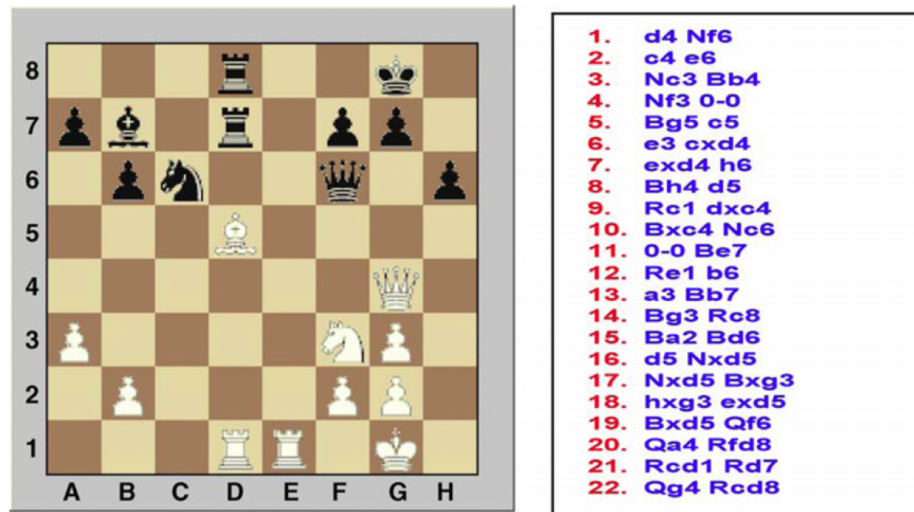 8
7
6
5
4
3
2
1
A B C D E F G H
1. d4 Nf6
2. c4 e6
3. Nc3 Bb4
4. Nf3 0-0
5. Bg5 c5
6. e3 cxd4
7. exd4 h6
8. Bh4 d5
9. Rc1 dxc4
10. Bxc4 Nc6
11. 0-0 Be7
12. Re1 b6
13. a3 Bb7
14. Bg3 Rc8
15. Ba2 Bd6
16. d5 Nxd5
17. Nxd5 Bxg3
18. hxg3 exd5
19. Bxd5 Qf6
20. Qa4 Rfd8
21. Rcd1 Rd7
22. Qg4 Rcd8